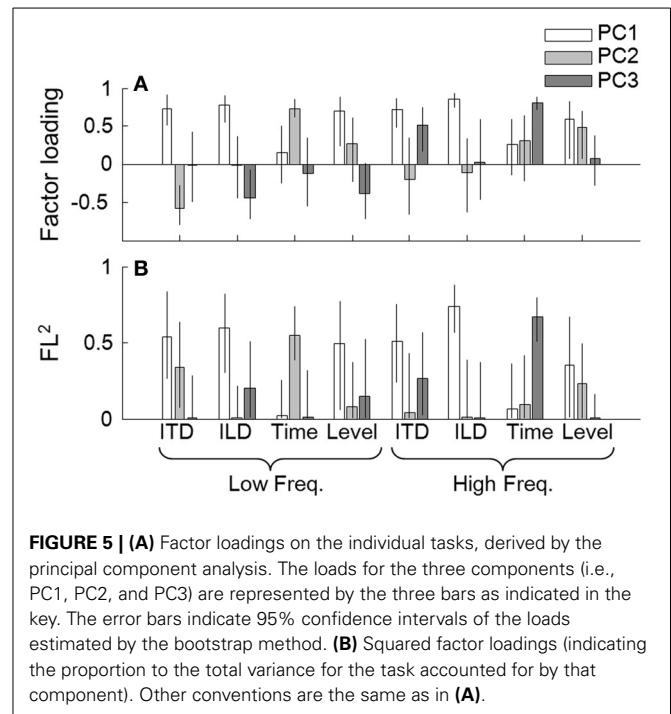 PC1
PC2
PC3
A
1
0.5
0
-0.5
Factor loading
B
1
0.5
0
FL²
ITD ILD Time Level ITD ILD Time Level
Low Freq. High Freq.
FIGURE 5 | (A) Factor loadings on the individual tasks, derived by the
principal component analysis. The loads for the three components (i.e.,
PC1, PC2, and PC3) are represented by the three bars as indicated in the
key. The error bars indicate 95% confidence intervals of the loads
estimated by the bootstrap method. (B) Squared factor loadings (indicating
the proportion to the total variance for the task accounted for by that
component). Other conventions are the same as in (A).